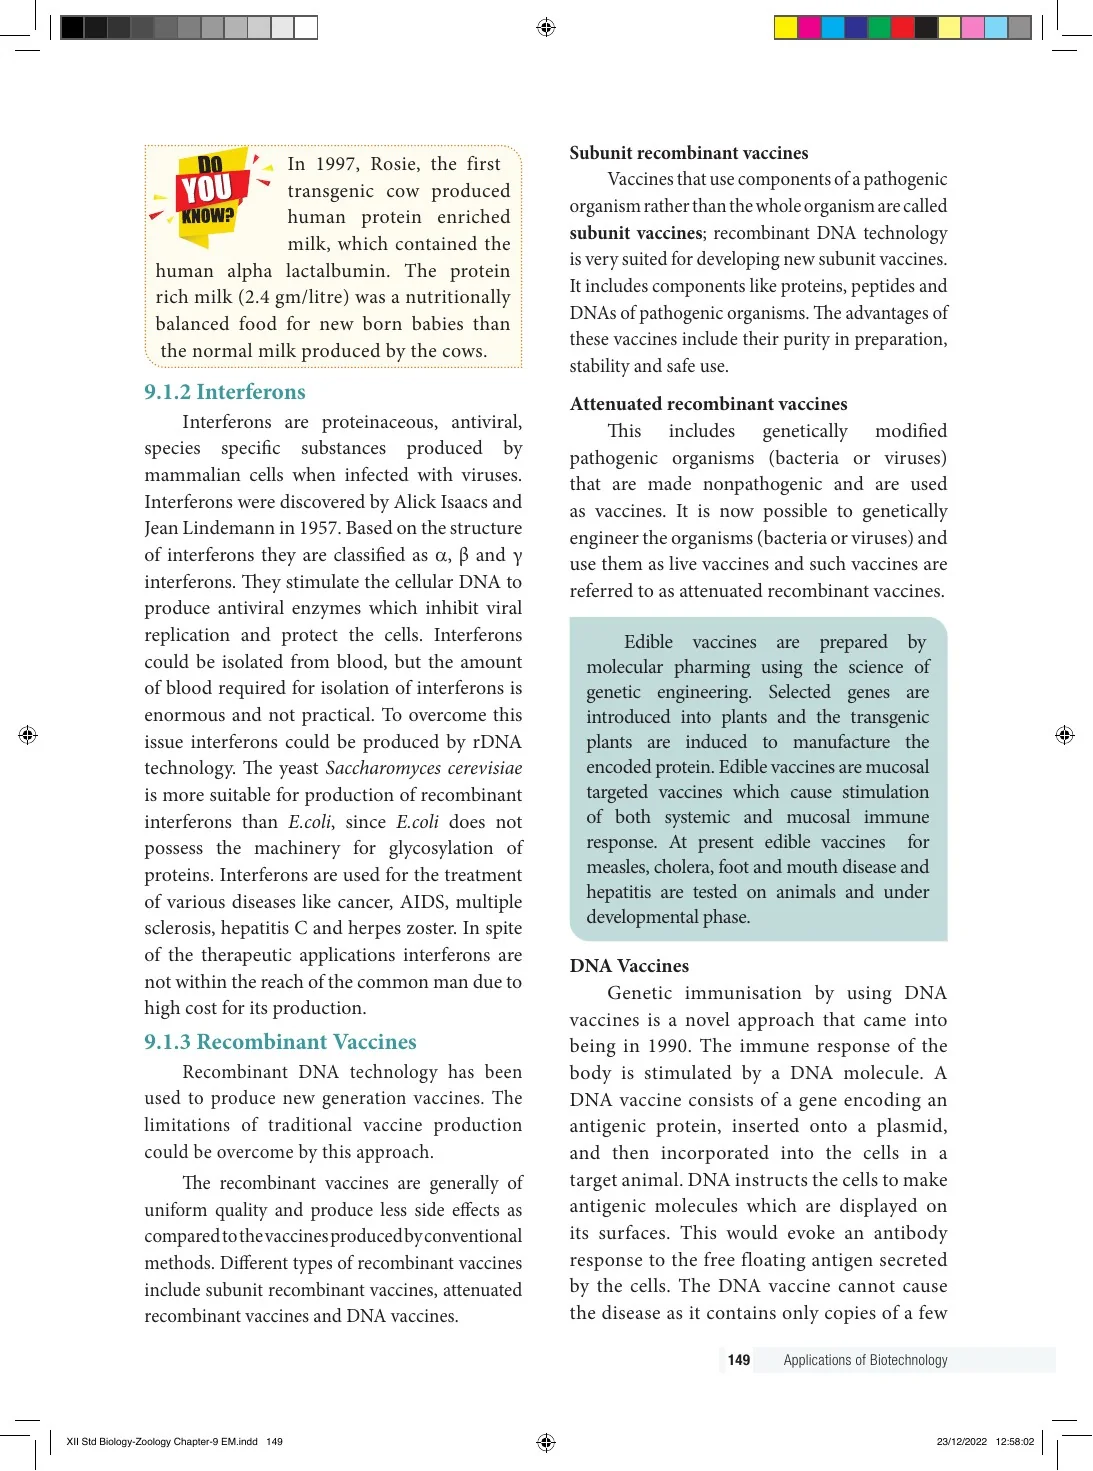 DO
YOU
KNOW?
In 1997, Rosie, the first
transgenic cow produced
human protein enriched
milk, which contained the
human alpha lactalbumin. The protein
rich milk (2.4 gm/litre) was a nutritionally
balanced food for new born babies than
the normal milk produced by the cows.
9.1.2 Interferons
Interferons are proteinaceous, antiviral,
species specific substances produced by
mammalian cells when infected with viruses.
Interferons were discovered by Alick Isaacs and
Jean Lindemann in 1957. Based on the structure
of interferons they are classified as α, β and γ
interferons. They stimulate the cellular DNA to
produce antiviral enzymes which inhibit viral
replication and protect the cells. Interferons
could be isolated from blood, but the amount
of blood required for isolation of interferons is
enormous and not practical. To overcome this
issue interferons could be produced by rDNA
technology. The yeast Saccharomyces cerevisiae
is more suitable for production of recombinant
interferons than E.coli, since E.coli does not
possess the machinery for glycosylation of
proteins. Interferons are used for the treatment
of various diseases like cancer, AIDS, multiple
sclerosis, hepatitis C and herpes zoster. In spite
of the therapeutic applications interferons are
not within the reach of the common man due to
high cost for its production.
9.1.3 Recombinant Vaccines
Recombinant DNA technology has been
used to produce new generation vaccines. The
limitations of traditional vaccine production
could be overcome by this approach.
The recombinant vaccines are generally of
uniform quality and produce less side effects as
compared to the vaccines produced by conventional
methods. Different types of recombinant vaccines
include subunit recombinant vaccines, attenuated
recombinant vaccines and DNA vaccines.
Subunit recombinant vaccines
Vaccines that use components of a pathogenic
organism rather than the whole organism are called
subunit vaccines; recombinant DNA technology
is very suited for developing new subunit vaccines.
It includes components like proteins, peptides and
DNAs of pathogenic organisms. The advantages of
these vaccines include their purity in preparation,
stability and safe use.
Attenuated recombinant vaccines
This includes genetically modified
pathogenic organisms (bacteria or viruses)
that are made nonpathogenic and are used
as vaccines. It is now possible to genetically
engineer the organisms (bacteria or viruses) and
use them as live vaccines and such vaccines are
referred to as attenuated recombinant vaccines.
Edible vaccines are prepared by
molecular pharming using the science of
genetic engineering. Selected genes are
introduced into plants and the transgenic
plants are induced to manufacture the
encoded protein. Edible vaccines are mucosal
targeted vaccines which cause stimulation
of both systemic and mucosal immune
response. At present edible vaccines for
measles, cholera, foot and mouth disease and
hepatitis are tested on animals and under
developmental phase.
DNA Vaccines
Genetic immunisation by using DNA
vaccines is a novel approach that came into
being in 1990. The immune response of the
body is stimulated by a DNA molecule. A
DNA vaccine consists of a gene encoding an
antigenic protein, inserted onto a plasmid,
and then incorporated into the cells in a
target animal. DNA instructs the cells to make
antigenic molecules which are displayed on
its surfaces. This would evoke an antibody
response to the free floating antigen secreted
by the cells. The DNA vaccine cannot cause
the disease as it contains only copies of a few
149 Applications of Biotechnology
XII Std Biology-Zoology Chapter-9 EM.indd 149
23/12/2022 12:58:02